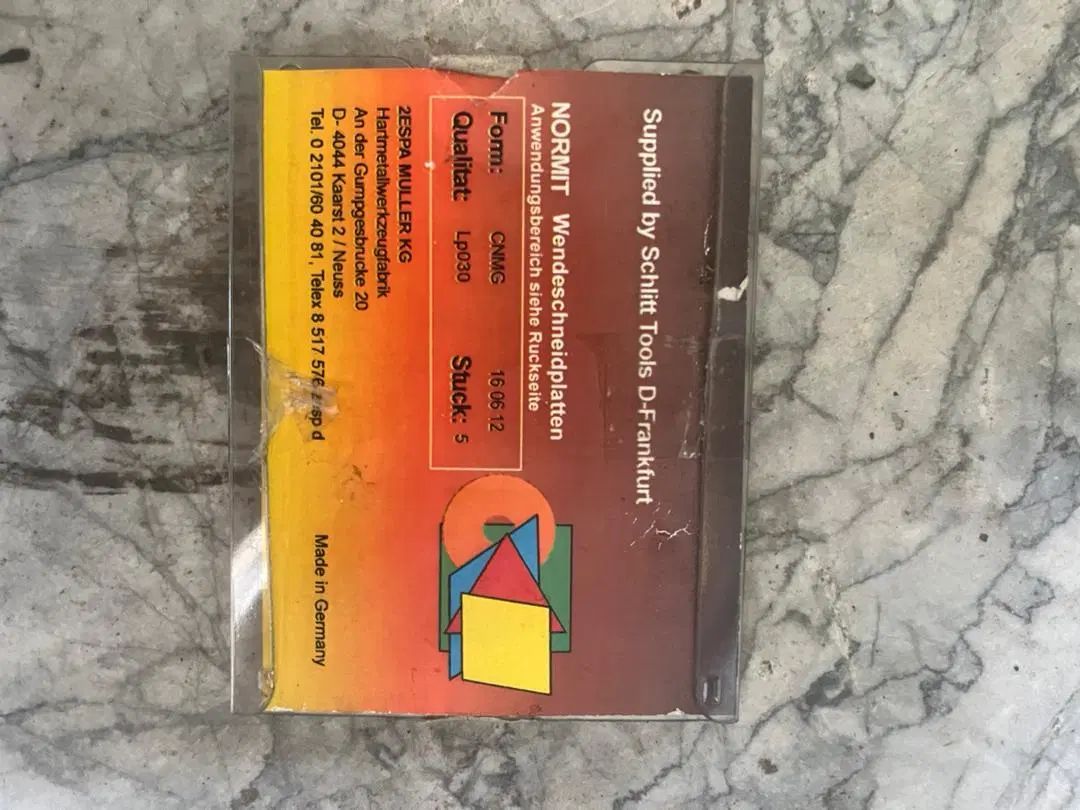 Supplied by Schlitt Tools D-Frankfurt
NORMIT Wendeschneidplatten
Anwendungsbereich siehe Ruckseite
Form: CNMG 16 06 12
Qualitat: Lp030 Stuck: 5
2ESPA MULLER KG
Hartmetallwerkzeugfabrik
An der Gumpgesbrucke 20
D- 4044 Kaarst 2 / Neuss
Tel. 0 2101/60 40 81, Telex 8 517 576 zsp d
Made in Germany